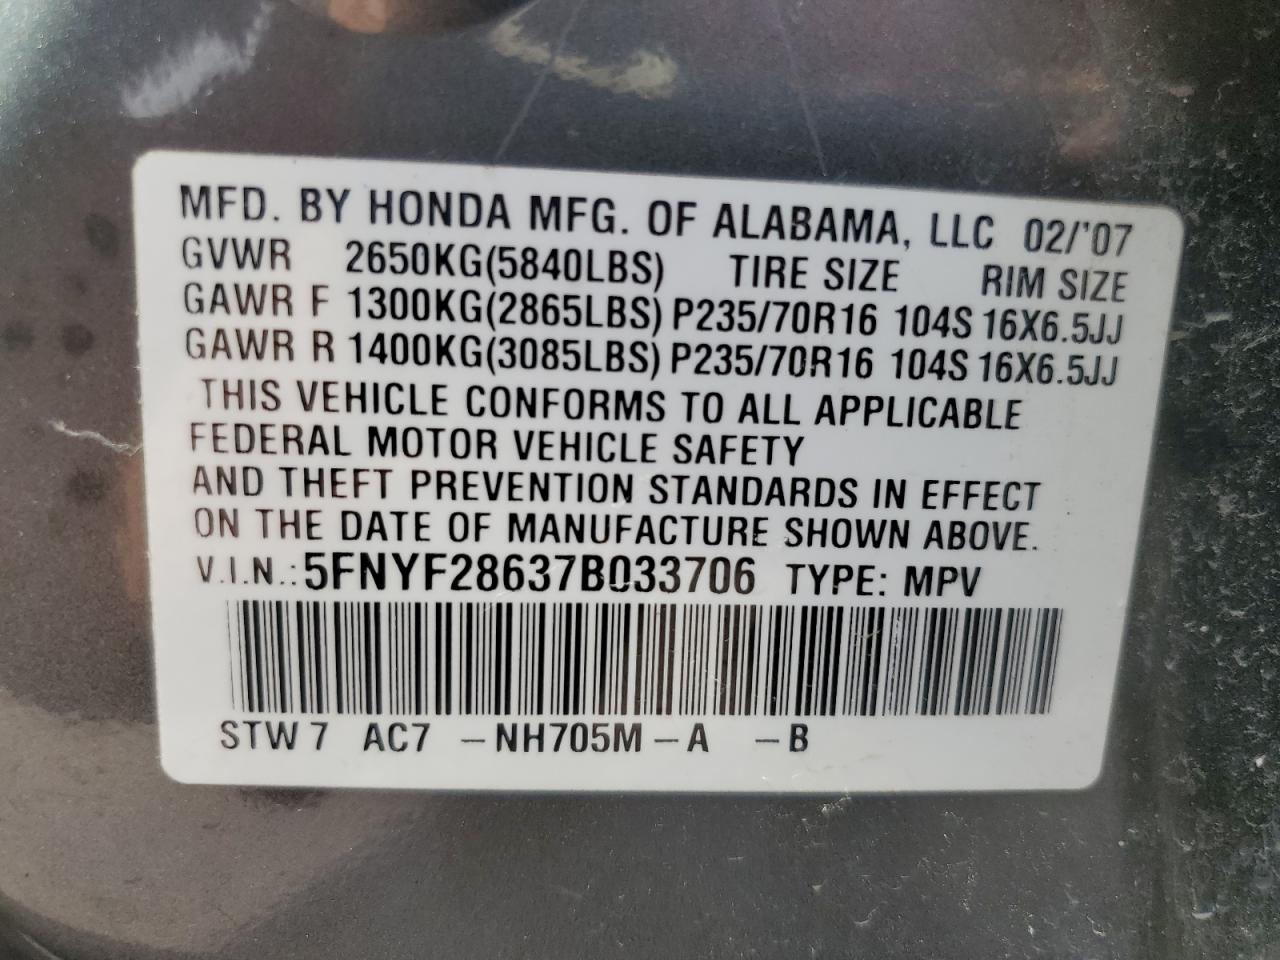 MFD. BY HONDA MFG. OF ALABAMA, LLC 02/'07
GVWR 2650KG(5840LBS) TIRE SIZE RIM SIZE
GAWR F 1300KG(2865LBS) P235/70R16 104S 16X6.5JJ
GAWR R 1400KG(3085LBS) P235/70R16 104S 16X6.5JJ
THIS VEHICLE CONFORMS TO ALL APPLICABLE
FEDERAL MOTOR VEHICLE SAFETY
AND THEFT PREVENTION STANDARDS IN EFFECT
ON THE DATE OF MANUFACTURE SHOWN ABOVE.
V.I.N.: 5FNYF28637B033706 TYPE: MPV
STW7 AC7 -NH705M-A -B